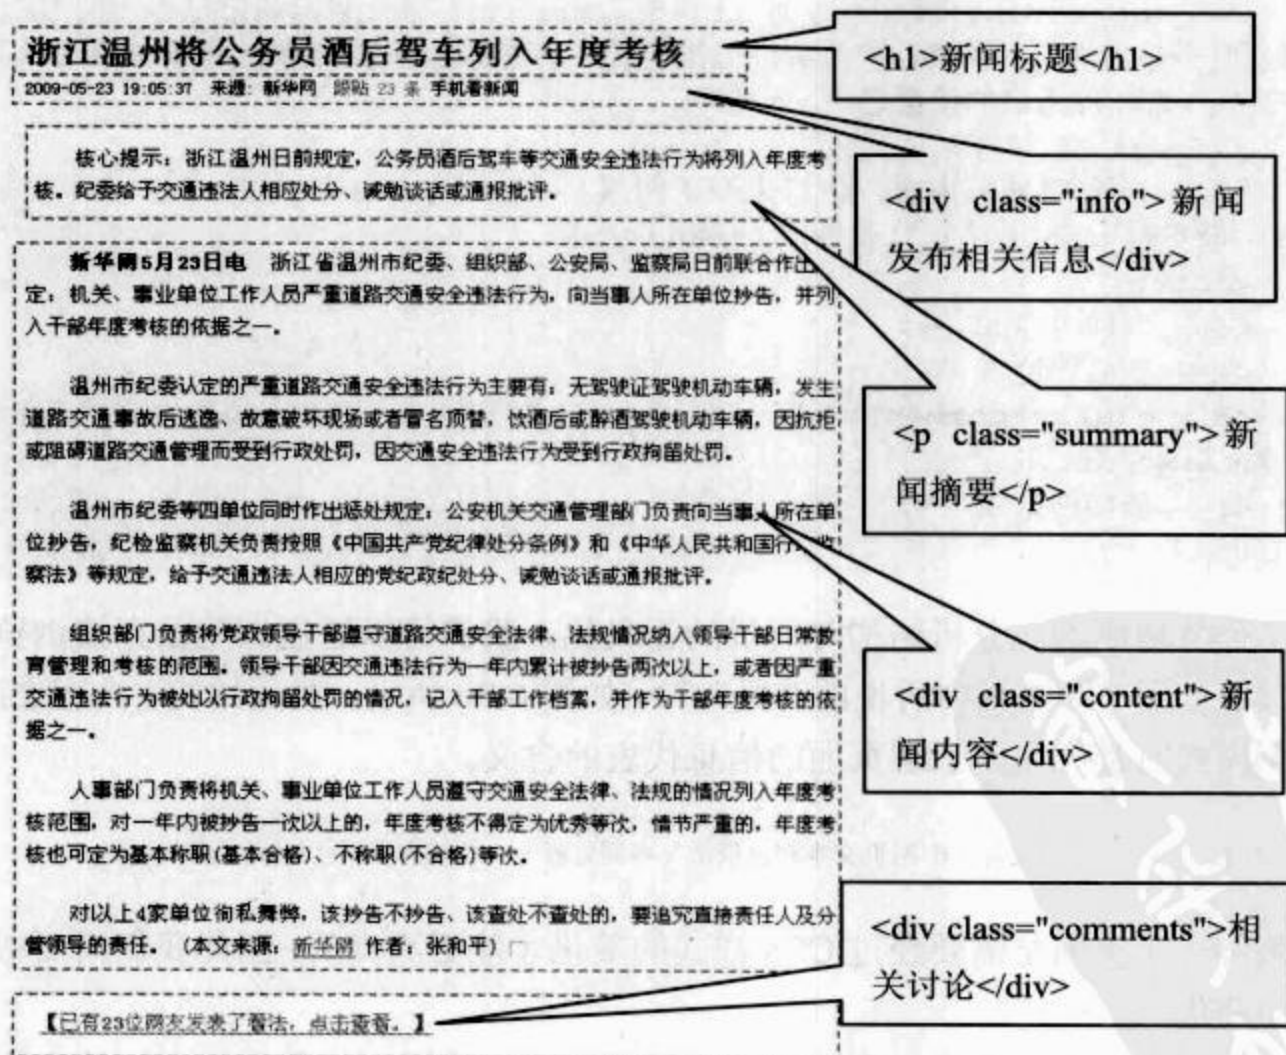 浙江温州将公务员酒后驾车列入年度考核
2009-05-23 19:05:37 来源: 新华网 跟贴 23 条 手机看新闻
核心提示：浙江温州日前规定，公务员酒后驾车等交通安全违法行为将列入年度考
核。纪委给予交通违法人相应处分、诫勉谈话或通报批评。
新华网5月23日电 浙江省温州市纪委、组织部、公安局、监察局日前联合作出
定：机关、事业单位工作人员严重道路交通安全违法行为，向当事人所在单位抄告，并列
入干部年度考核的依据之一。
温州市纪委认定的严重道路交通安全违法行为主要有：无驾驶证驾驶机动车辆，发生
道路交通事故后逃逸、故意破坏现场或者冒名顶替，饮酒后或醉酒驾驶机动车辆，因抗拒
或阻碍道路交通管理而受到行政处罚，因交通安全违法行为受到行政拘留处罚。
温州市纪委等四单位同时作出惩处规定：公安机关交通管理部门负责向当事人所在单
位抄告，纪检监察机关负责按照《中国共产党纪律处分条例》和《中华人民共和国行 监
察法》等规定，给予交通违法人相应的党纪政纪处分、诫勉谈话或通报批评。
组织部门负责将党政领导干部遵守道路交通安全法律、法规情况纳入领导干部日常教
育管理和考核的范围。领导干部因交通违法行为一年内累计被抄告两次以上，或者因严重
交通违法行为被处以行政拘留处罚的情况，记入干部工作档案，并作为干部年度考核的依
据之一。
人事部门负责将机关、事业单位工作人员遵守交通安全法律、法规的情况列入年度考
核范围，对一年内被抄告一次以上的，年度考核不得定为优秀等次，情节严重的，年度考
核也可定为基本称职(基本合格)、不称职(不合格)等次。
对以上4家单位徇私舞弊，该抄告不抄告、该查处不查处的，要追究直接责任人及分
管领导的责任。（本文来源：新华网 作者：张和平）
【已有23位网友发表了看法，点击查看。】
<h1>新闻标题</h1>
<div class="info">新闻
发布相关信息</div>
<p class="summary">新
闻摘要</p>
<div class="content">新
闻内容</div>
<div class="comments">相
关讨论</div>